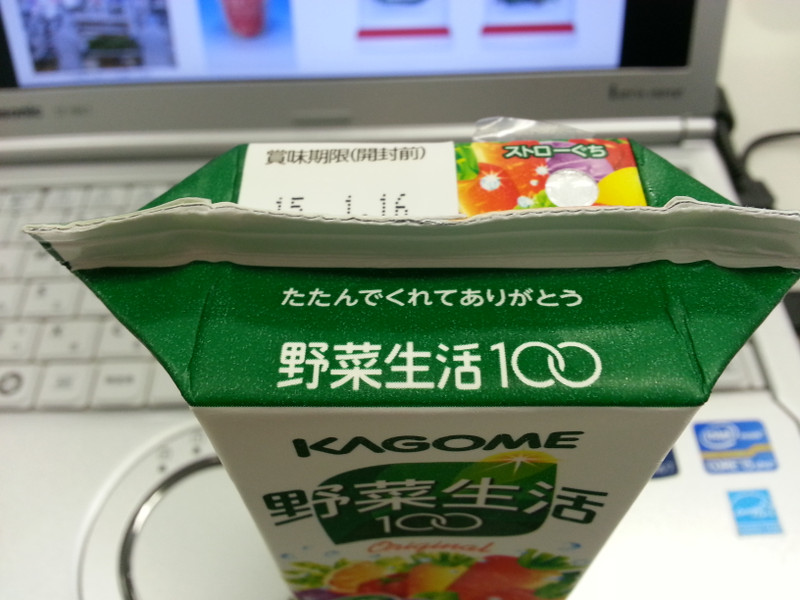 賞味期限(開封前)
15. 1.16
ストローぐち
たたんでくれてありがとう
野菜生活100
KAGOME
野菜生活
100
Original
intel